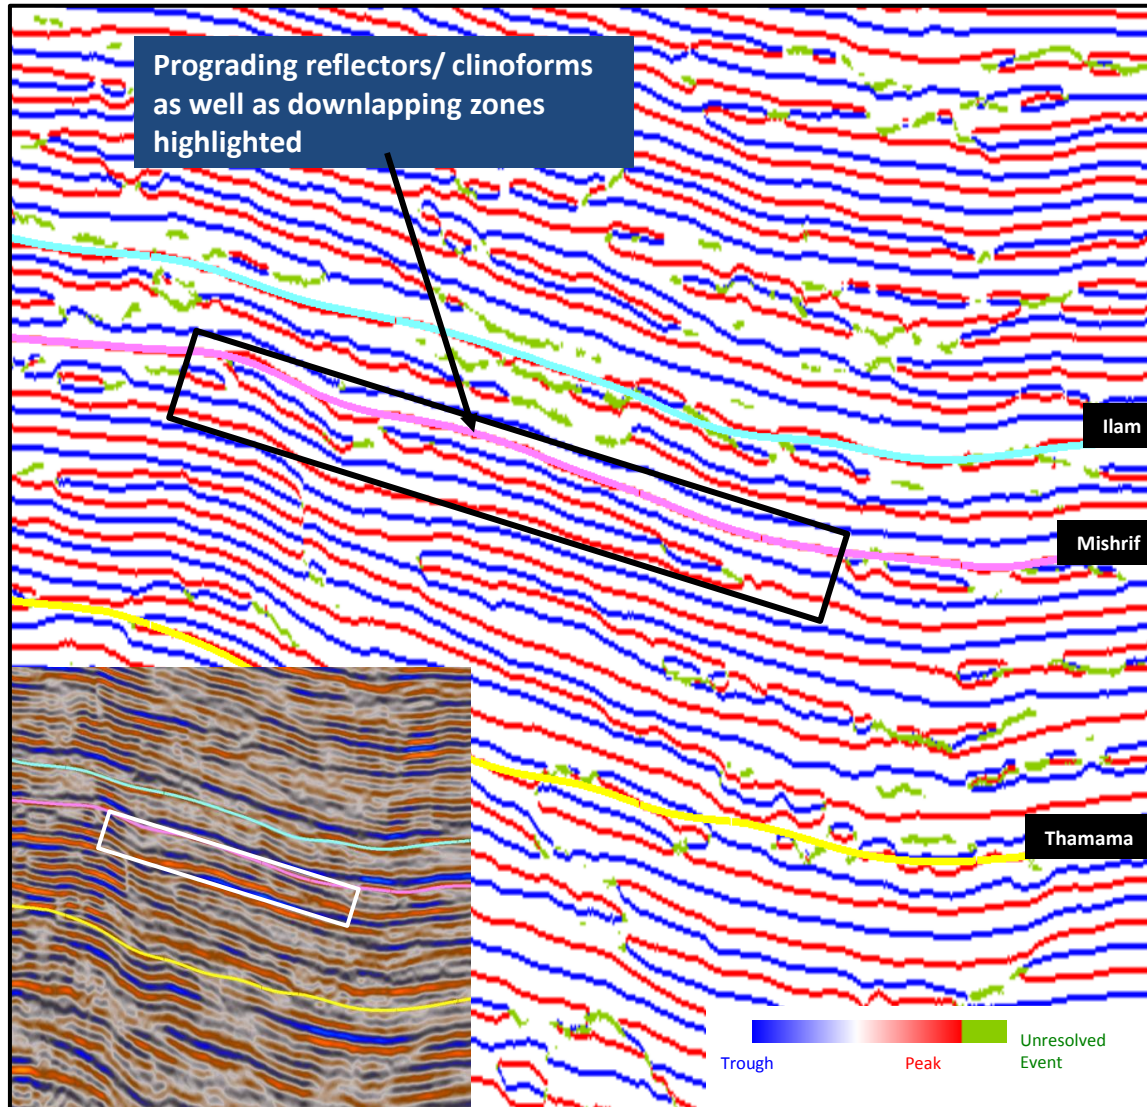 Prograding reflectors/ clinoforms
as well as downlapping zones
highlighted
Ilam
Mishrif
Thamama
Trough
Peak
Unresolved
Event